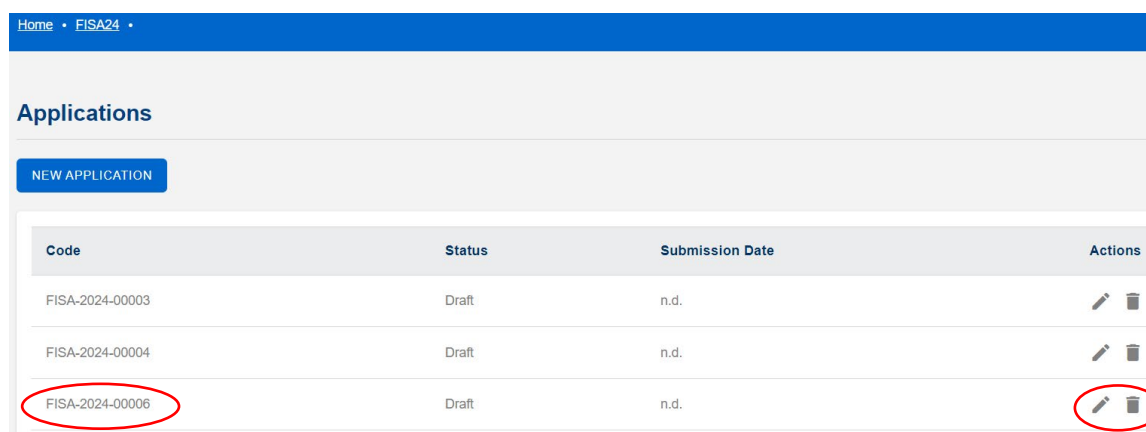 Home • FISA24 •
Applications
NEW APPLICATION
Code Status Submission Date Actions
FISA-2024-00003 Draft n.d.
FISA-2024-00004 Draft n.d.
FISA-2024-00006 Draft n.d.